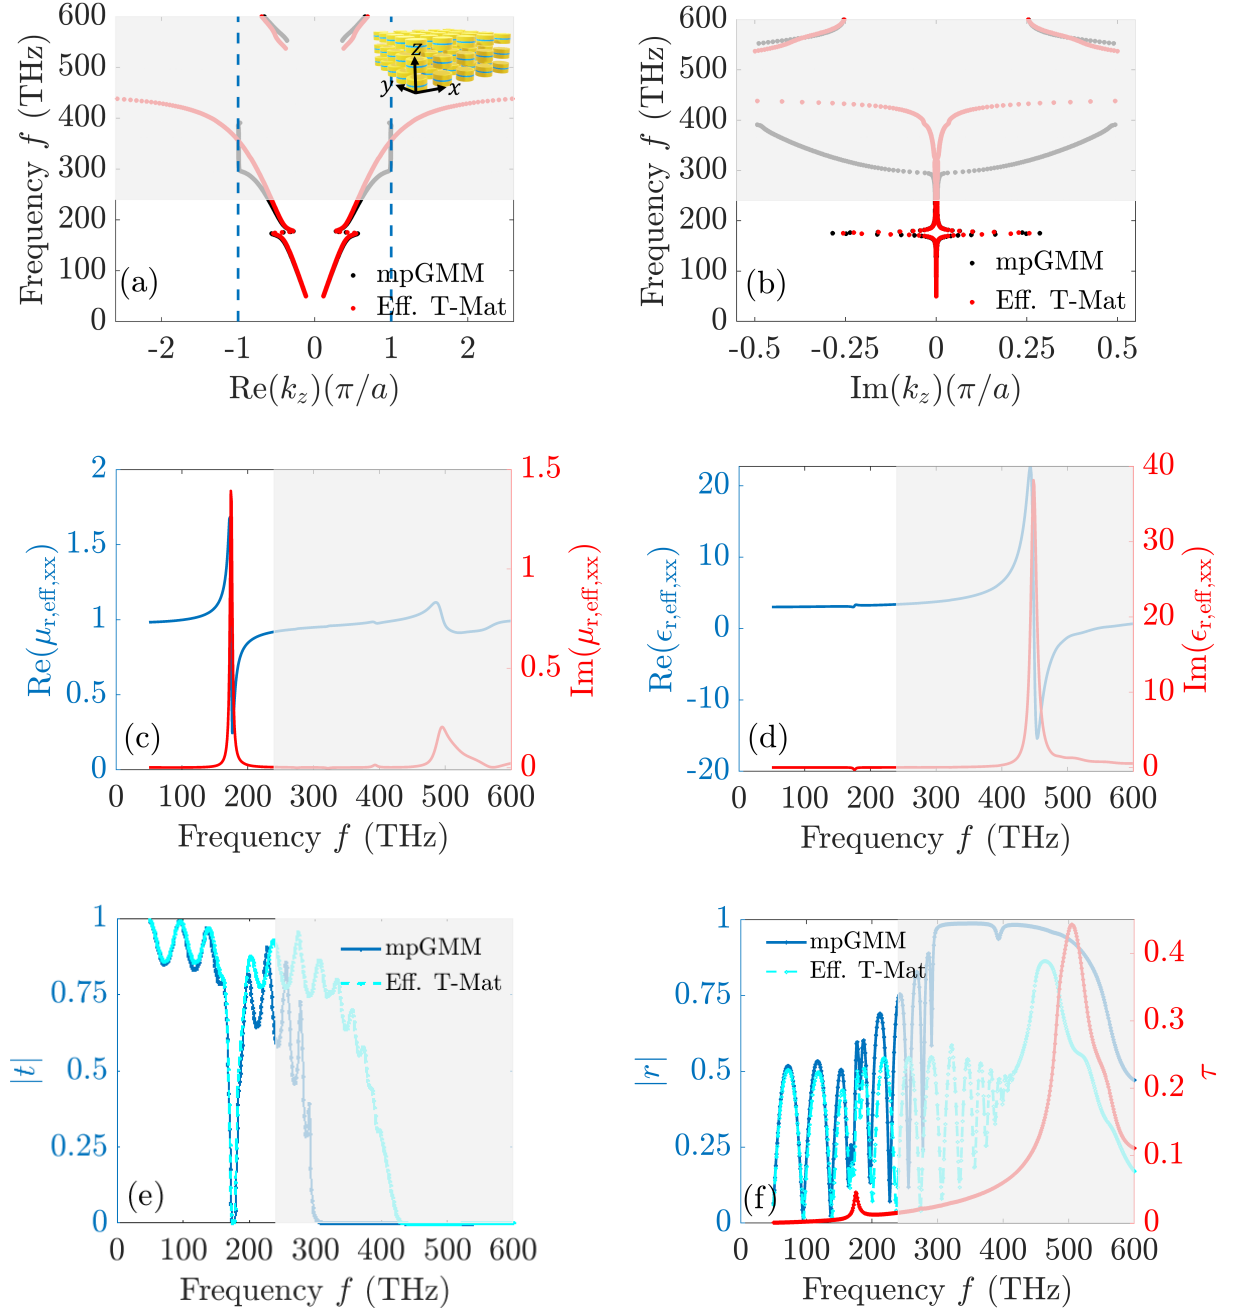 600
500
400
300
200
100
0
Frequency f (THz)
z
y
x
(a)
mpGMM
Eff. T-Mat
-2 -1 0 1 2
Re(k_z)(π/a)
600
500
400
300
200
100
0
Frequency f (THz)
(b)
mpGMM
Eff. T-Mat
-0.5 -0.25 0 0.25 0.5
Im(k_z)(π/a)
2
1.5
1
0.5
0
Re(μ_r,eff,xx)
1.5
1
0.5
0
Im(μ_r,eff,xx)
(c)
0 100 200 300 400 500 600
Frequency f (THz)
20
10
0
-10
-20
Re(ϵ_r,eff,xx)
40
30
20
10
0
Im(ϵ_r,eff,xx)
(d)
0 100 200 300 400 500 600
Frequency f (THz)
1
0.75
0.5
0.25
0
|t|
mpGMM
Eff. T-Mat
(e)
0 100 200 300 400 500 600
Frequency f (THz)
1
0.75
0.5
0.25
0
|r|
mpGMM
Eff. T-Mat
0.4
0.3
0.2
0.1
0
τ
(f)
0 100 200 300 400 500 600
Frequency f (THz)